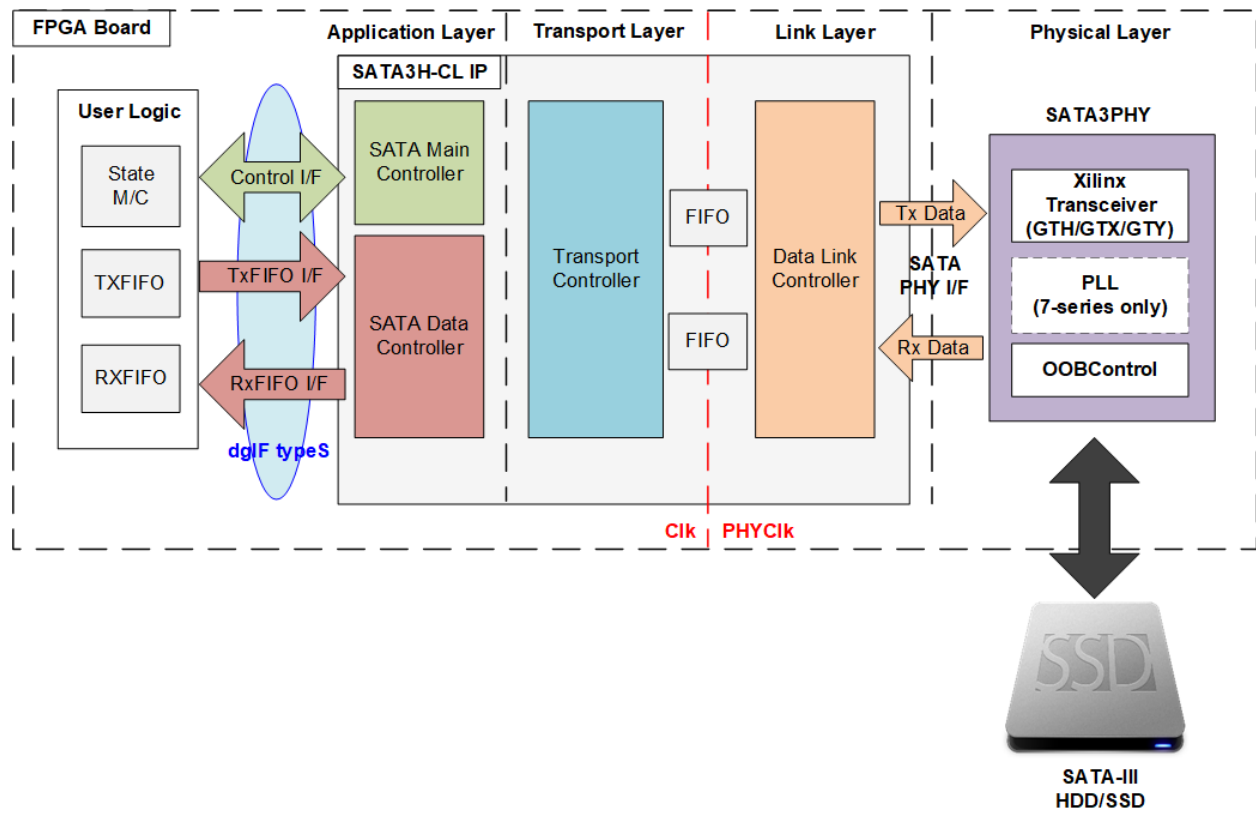 FPGA Board
Application Layer
Transport Layer
Link Layer
Physical Layer
SATA3H-CL IP
User Logic
State
M/C
TXFIFO
RXFIFO
Control I/F
TxFIFO I/F
RxFIFO I/F
dgIF typeS
SATA Main
Controller
SATA Data
Controller
Transport
Controller
FIFO
FIFO
Data Link
Controller
Tx Data
SATA
PHY I/F
Rx Data
SATA3PHY
Xilinx
Transceiver
(GTH/GTX/GTY)
PLL
(7-series only)
OOBControl
Clk
PHYClk
SSD
SATA-III
HDD/SSD